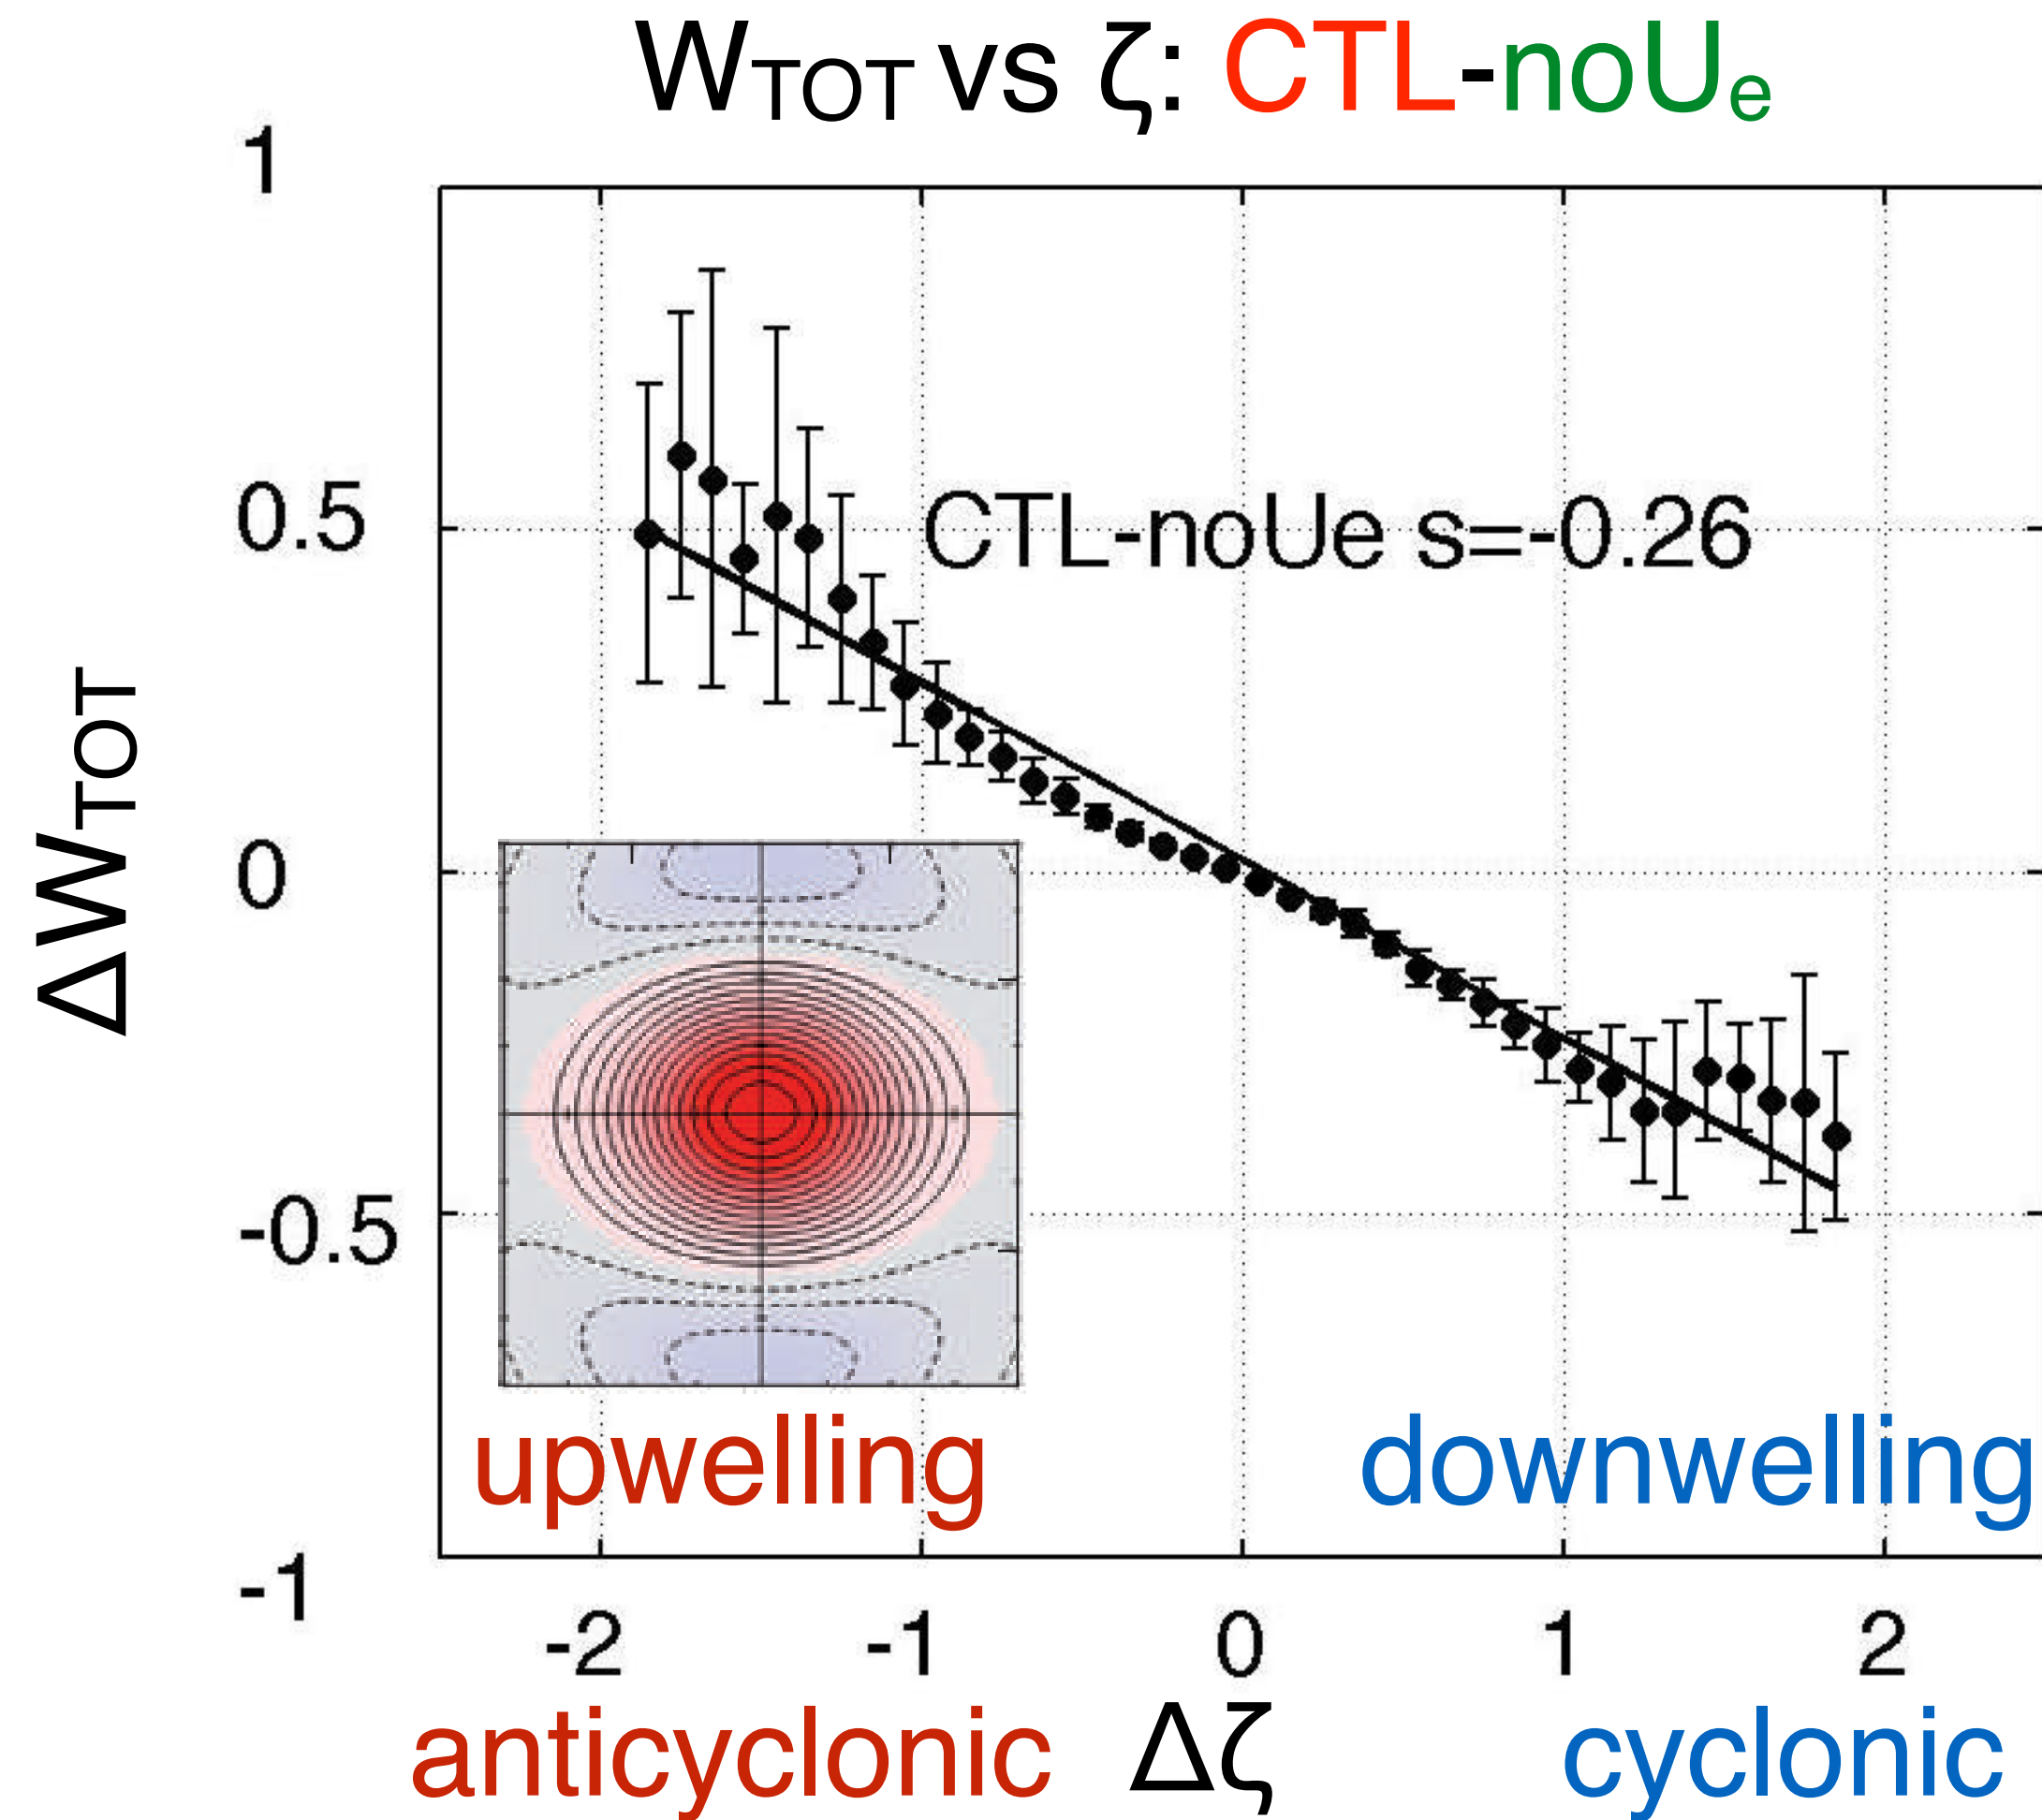 WTOT vs ζ: CTL-noUe
1
0.5
0
-0.5
-1
ΔWTOT
CTL-noUe s=-0.26
upwelling
downwelling
-2 -1 0 1 2
anticyclonic Δζ cyclonic